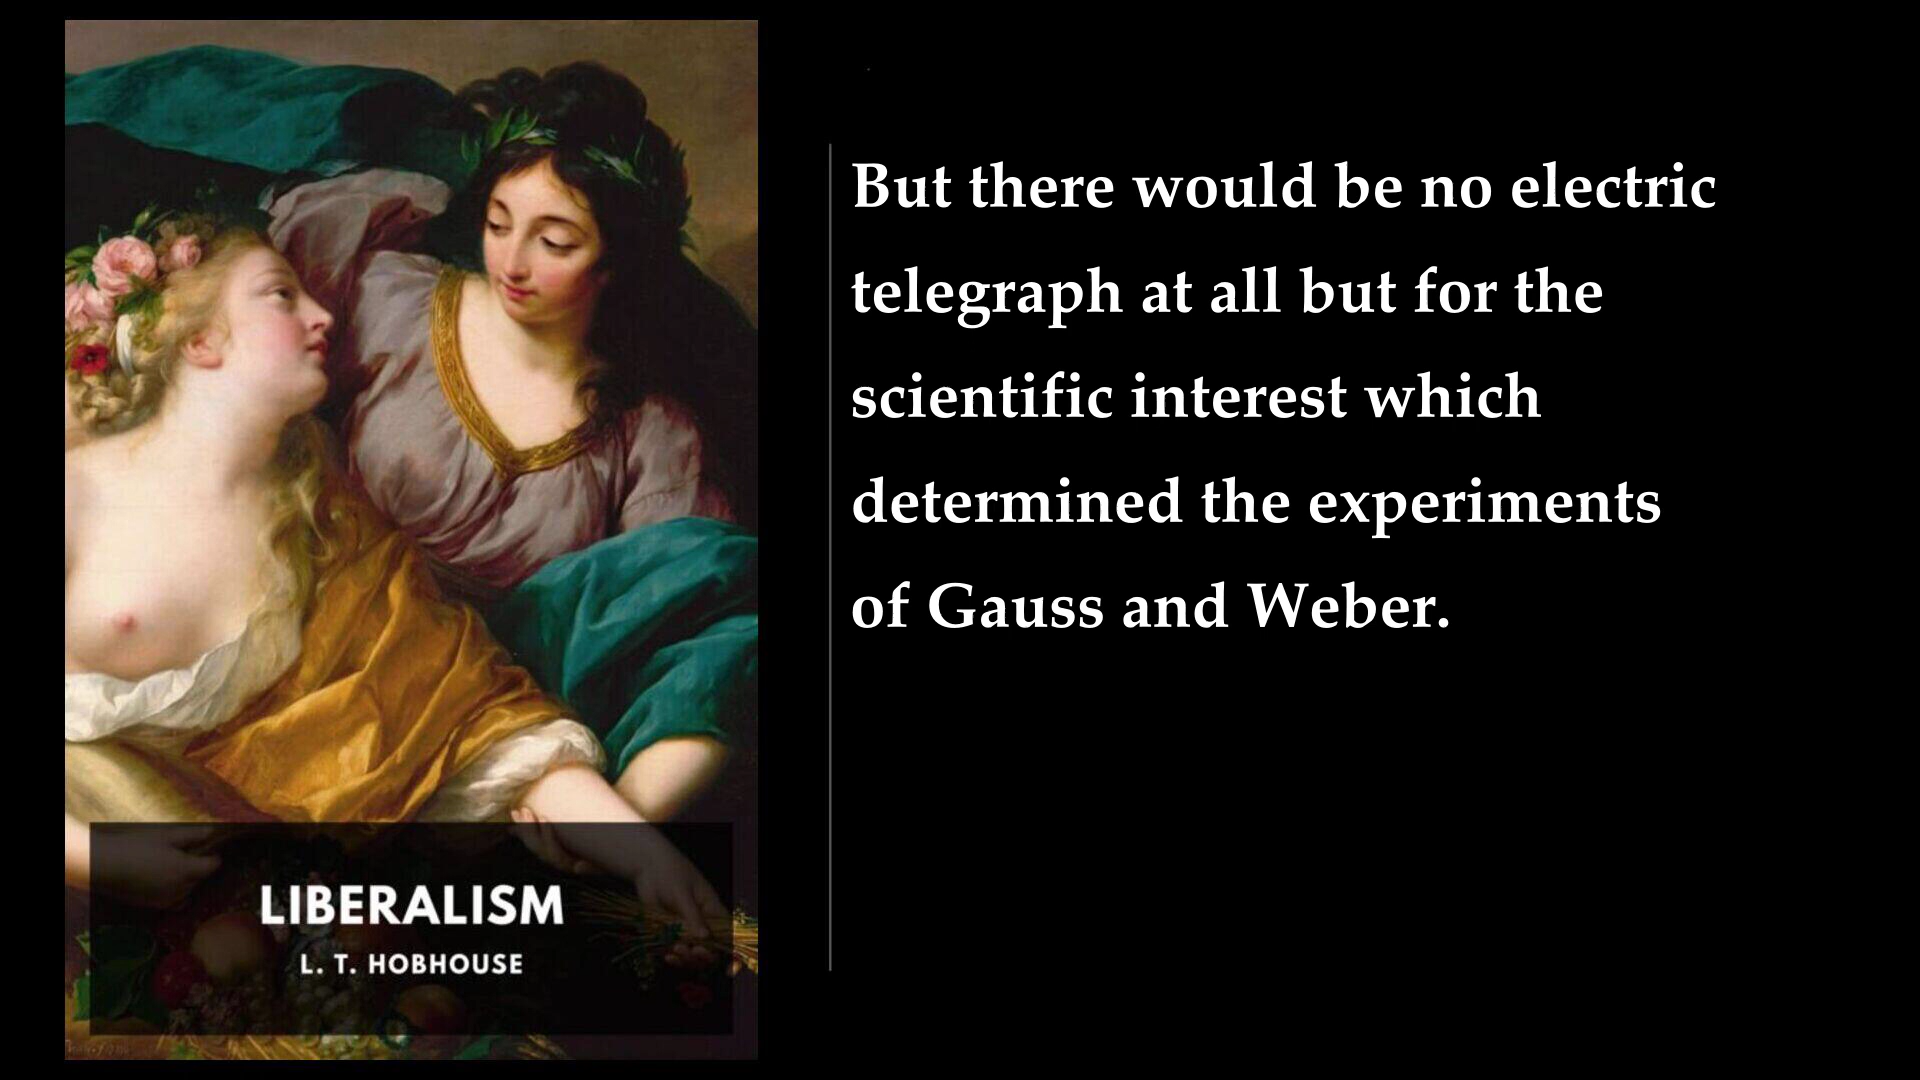 But there would be no electric
telegraph at all but for the
scientific interest which
determined the experiments
of Gauss and Weber.
LIBERALISM
L. T. HOBHOUSE